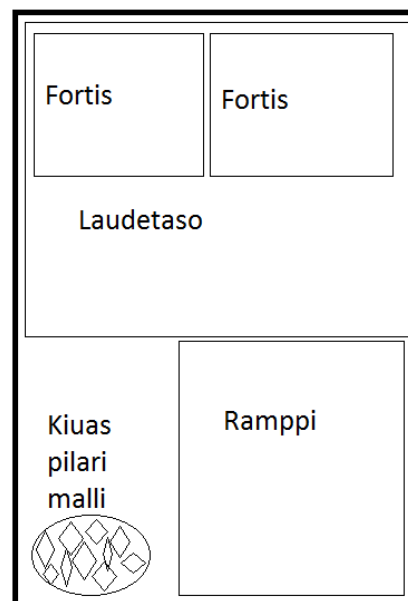 Fortis
Fortis
Laudetaso
Kiuas
pilari
malli
Ramppi